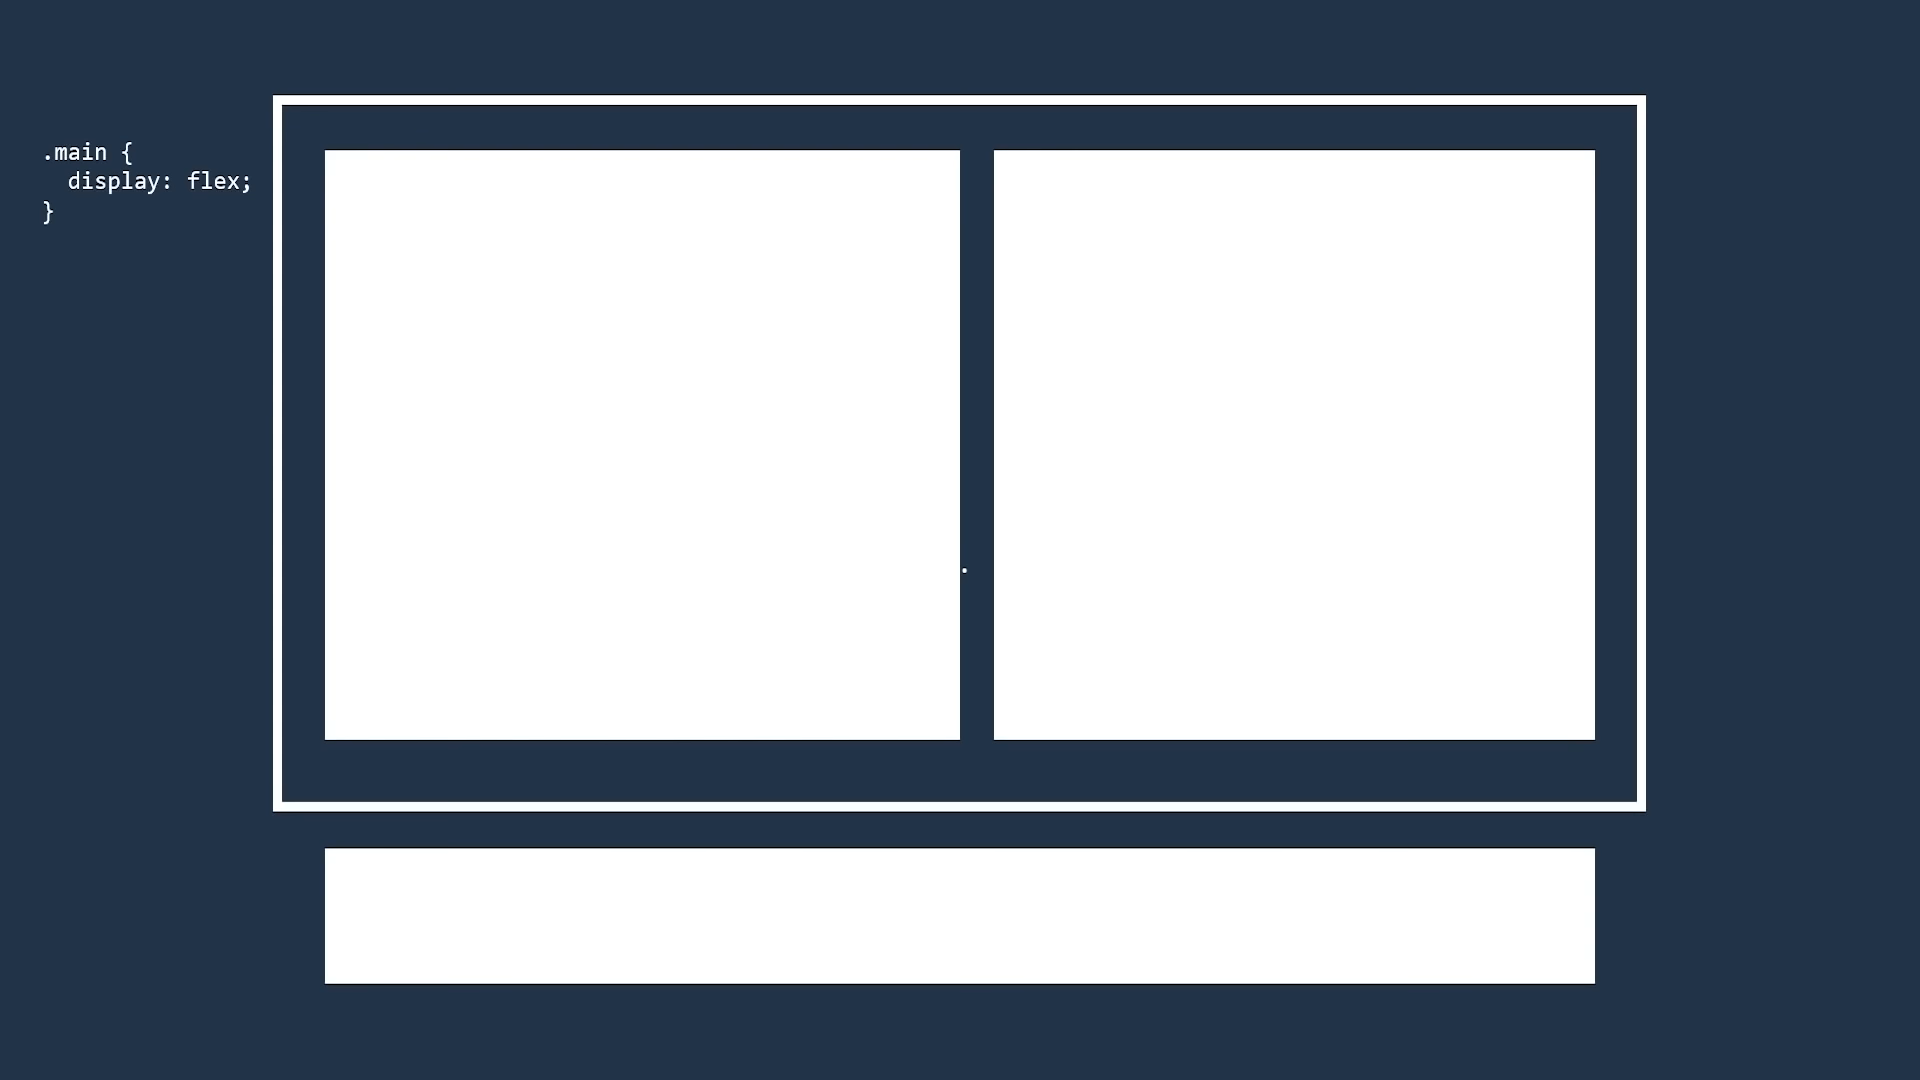 .main {
  display: flex;
}
.